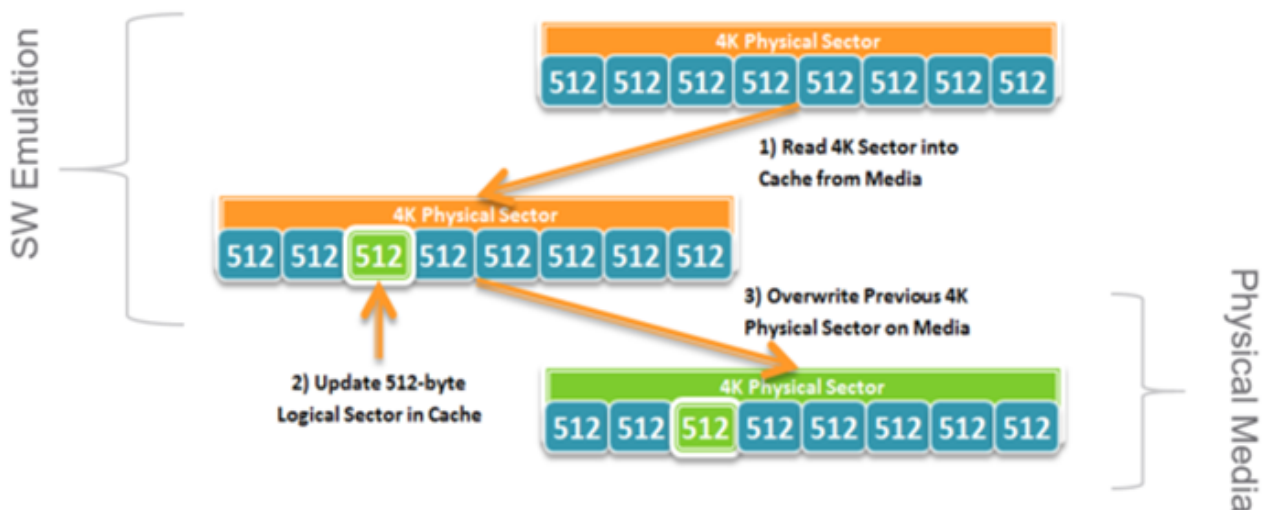 SW Emulation
4K Physical Sector
512 512 512 512 512 512 512 512
1) Read 4K Sector into
Cache from Media
4K Physical Sector
512 512 512 512 512 512 512 512
2) Update 512-byte
Logical Sector in Cache
3) Overwrite Previous 4K
Physical Sector on Media
4K Physical Sector
512 512 512 512 512 512 512 512
Physical Media